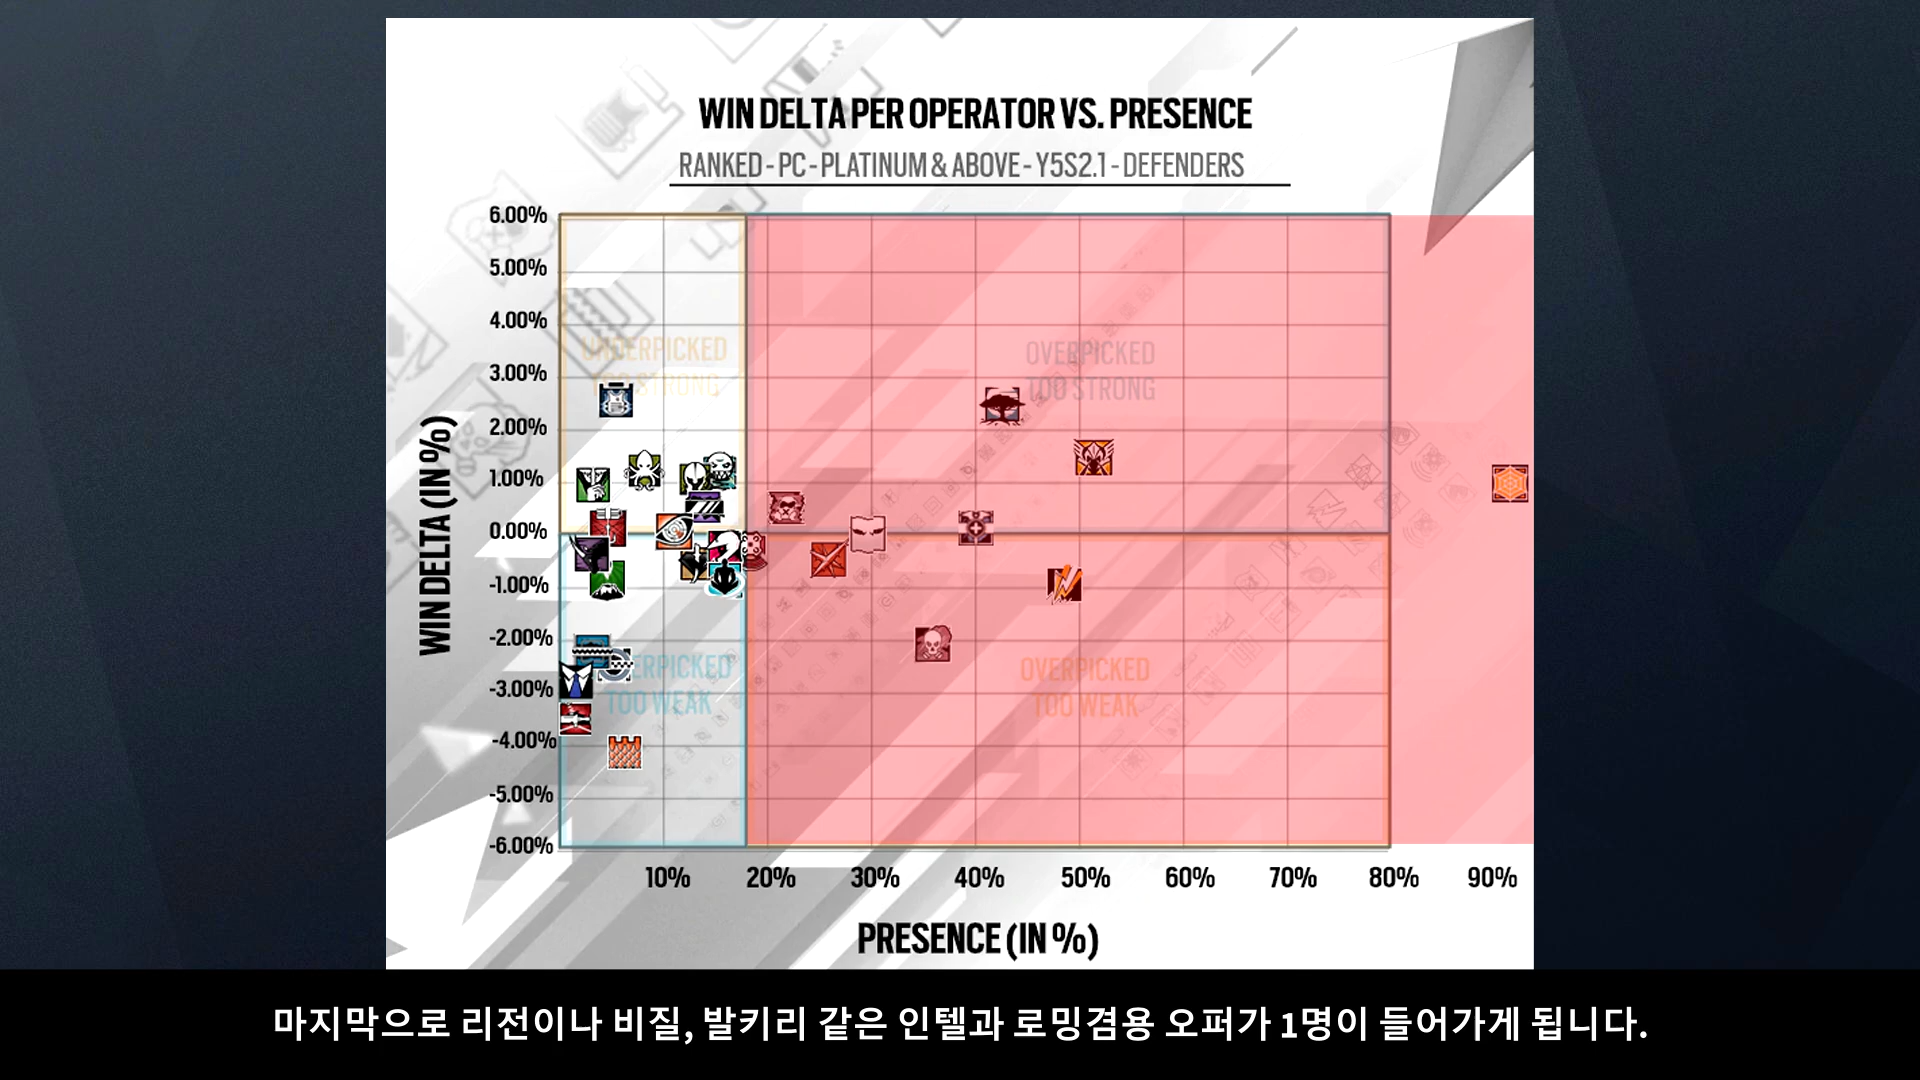 WIN DELTA PER OPERATOR VS. PRESENCE
RANKED - PC - PLATINUM & ABOVE - Y5S2.1 - DEFENDERS
6.00%
5.00%
4.00%
3.00%
2.00%
1.00%
0.00%
-1.00%
-2.00%
-3.00%
-4.00%
-5.00%
-6.00%
WIN DELTA (IN %)
UNDERPICKED
TOO STRONG
OVERPICKED
TOO STRONG
ERPICKED
TOO WEAK
OVERPICKED
TOO WEAK
10% 20% 30% 40% 50% 60% 70% 80% 90%
PRESENCE (IN %)
마지막으로 리전이나 비질, 발키리 같은 인텔과 로밍겸용 오퍼가 1명이 들어가게 됩니다.